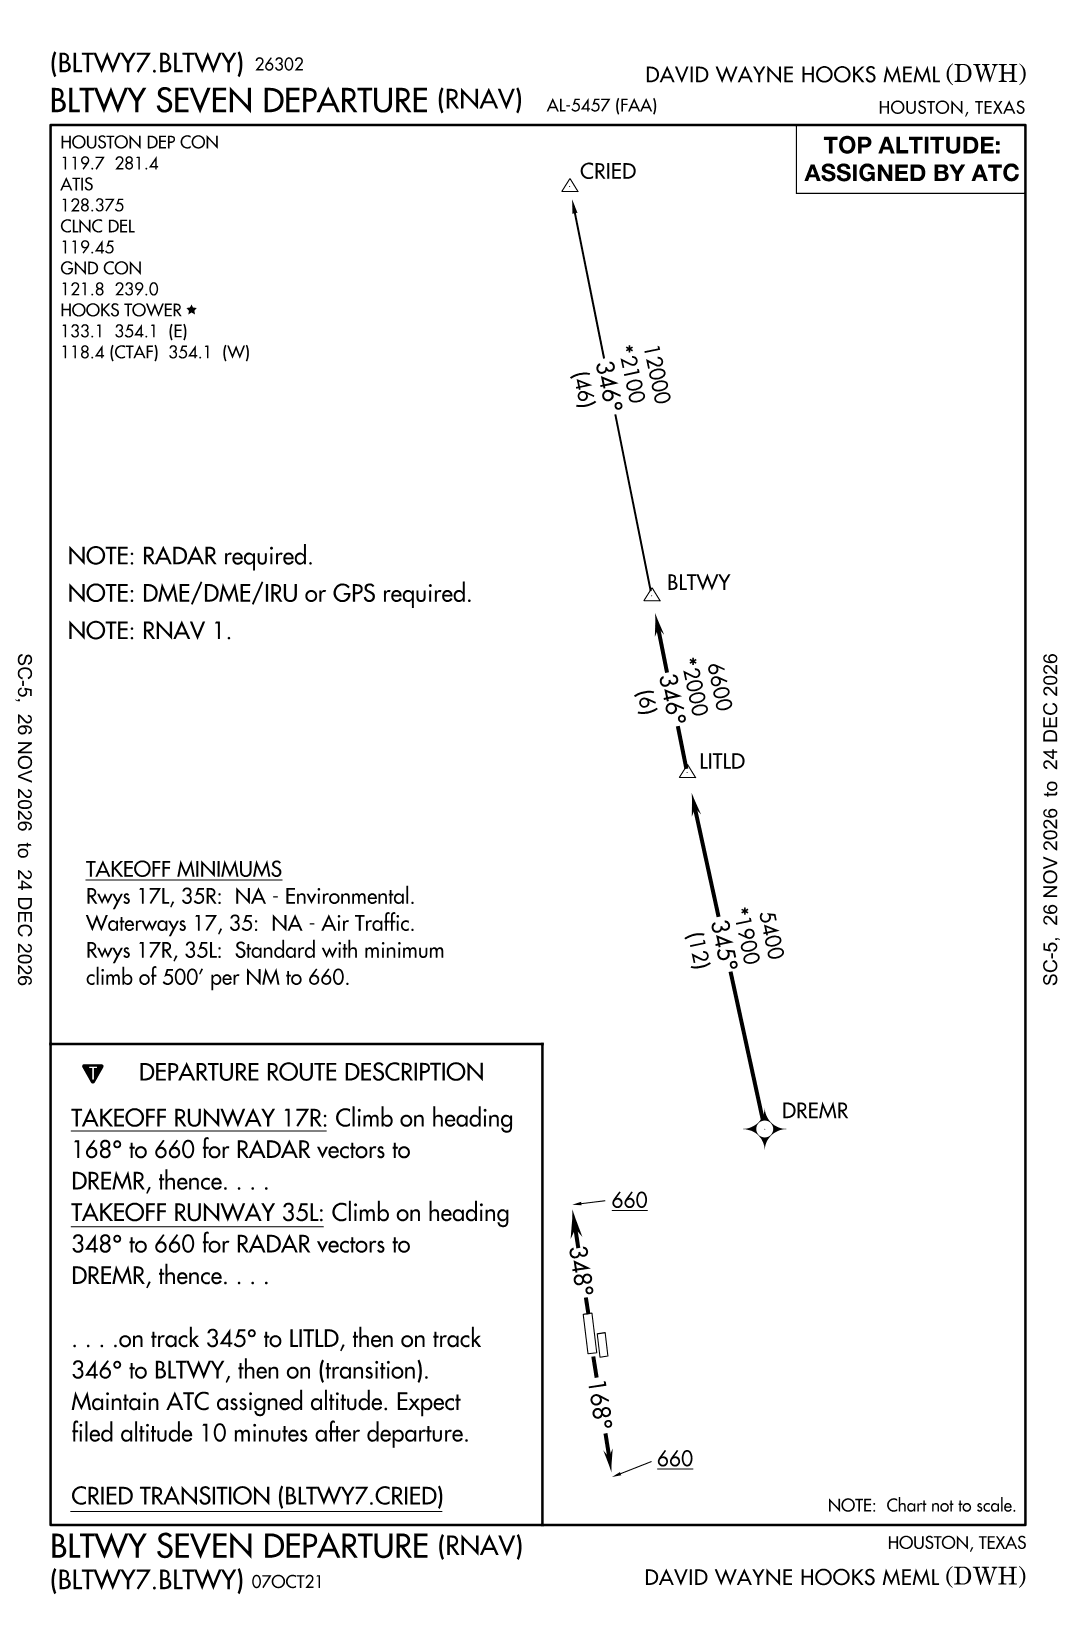 (BLTWY7.BLTWY) 26302
BLTWY SEVEN DEPARTURE (RNAV)
AL-5457 (FAA)
DAVID WAYNE HOOKS MEML (DWH)
HOUSTON, TEXAS
HOUSTON DEP CON
119.7 281.4
ATIS
128.375
CLNC DEL
119.45
GND CON
121.8 239.0
HOOKS TOWER ★
133.1 354.1 (E)
118.4 (CTAF) 354.1 (W)
TOP ALTITUDE:
ASSIGNED BY ATC
CRIED
12000
*2100
346°
(46)
NOTE: RADAR required.
NOTE: DME/DME/IRU or GPS required.
NOTE: RNAV 1.
BLTWY
6600
*2000
346°
(6)
LITLD
SC-5, 26 NOV 2026 to 24 DEC 2026
SC-5, 26 NOV 2026 to 24 DEC 2026
TAKEOFF MINIMUMS
Rwys 17L, 35R: NA - Environmental.
Waterways 17, 35: NA - Air Traffic.
Rwys 17R, 35L: Standard with minimum
climb of 500' per NM to 660.
5400
*1900
345°
(12)
DREMR
T DEPARTURE ROUTE DESCRIPTION
TAKEOFF RUNWAY 17R: Climb on heading
168° to 660 for RADAR vectors to
DREMR, thence. . . .
TAKEOFF RUNWAY 35L: Climb on heading
348° to 660 for RADAR vectors to
DREMR, thence. . . .
. . . .on track 345° to LITLD, then on track
346° to BLTWY, then on (transition).
Maintain ATC assigned altitude. Expect
filed altitude 10 minutes after departure.
CRIED TRANSITION (BLTWY7.CRIED)
660
348°
168°
660
NOTE: Chart not to scale.
BLTWY SEVEN DEPARTURE (RNAV)
(BLTWY7.BLTWY) 07OCT21
HOUSTON, TEXAS
DAVID WAYNE HOOKS MEML (DWH)